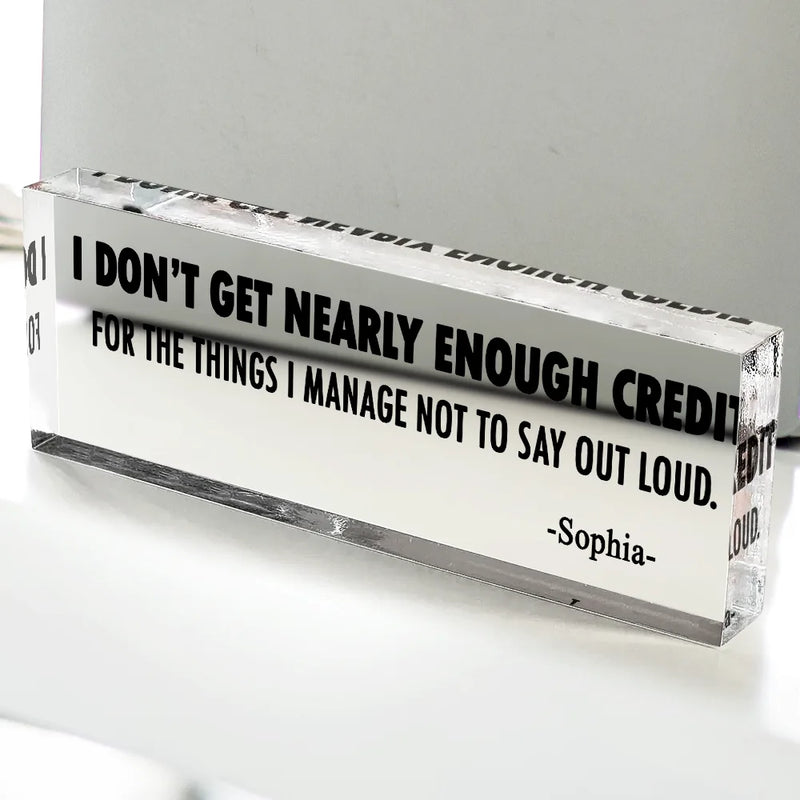 I DON'T GET NEARLY ENOUGH CREDIT
FOR THE THINGS I MANAGE NOT TO SAY OUT LOUD.
-Sophia-